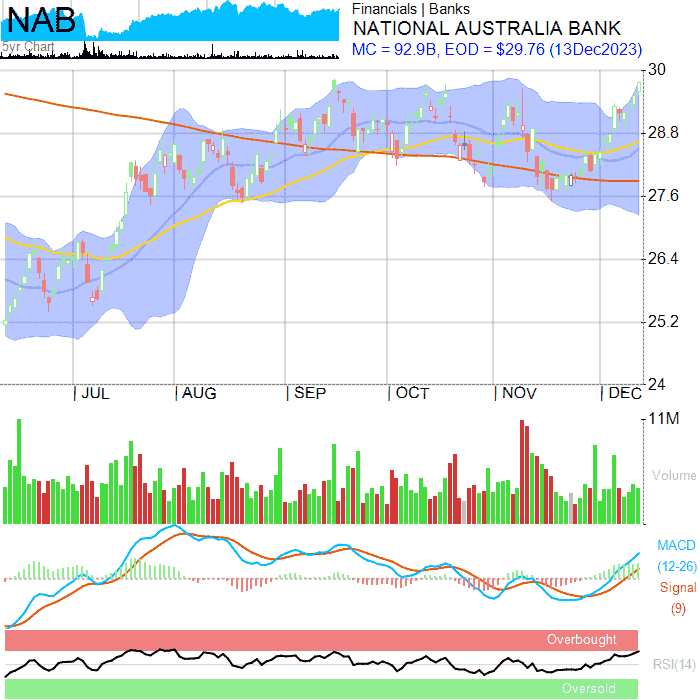 NAB
5yr Chart
Financials | Banks
NATIONAL AUSTRALIA BANK
MC = 92.9B, EOD = $29.76 (13Dec2023)
30
28.8
27.6
26.4
25.2
24
JUL AUG SEP OCT NOV DEC
11M
Volume
MACD
(12-26)
Signal
(9)
Overbought
RSI(14)
Oversold